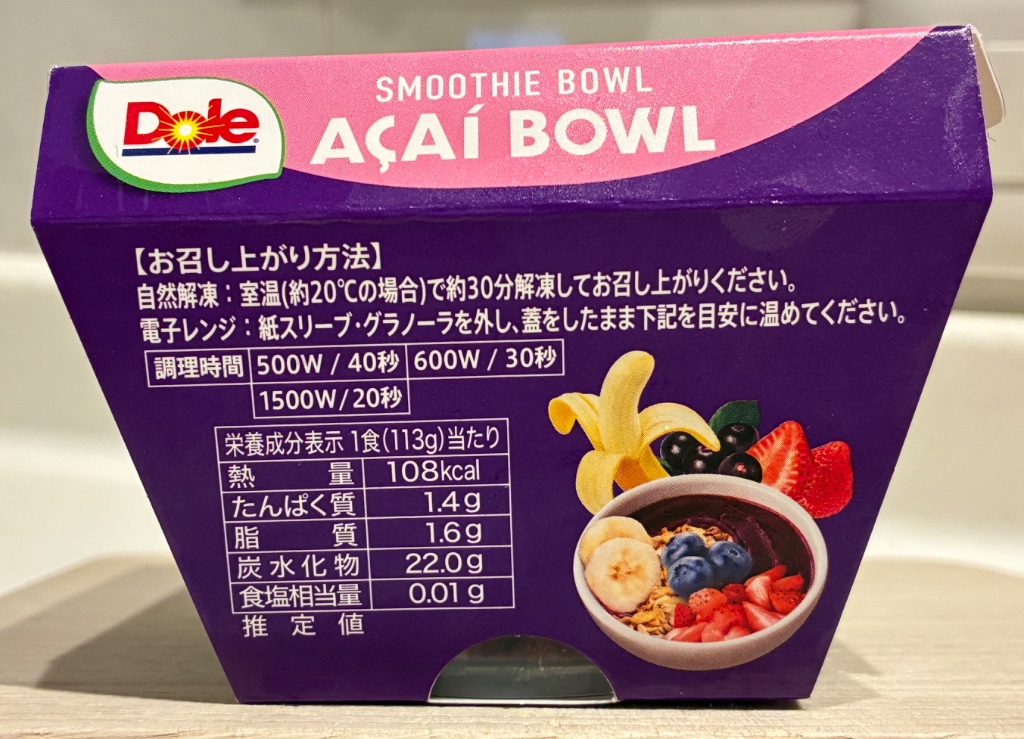 Dole
SMOOTHIE BOWL
AÇAÍ BOWL
【お召し上がり方法】
自然解凍：室温(約20℃の場合)で約30分解凍してお召し上がりください。
電子レンジ：紙スリーブ・グラノーラを外し、蓋をしたまま下記を目安に温めてください。
調理時間 500W / 40秒 600W / 30秒
1500W/20秒
栄養成分表示 1食(113g)当たり
熱量 108kcal
たんぱく質 1.4g
脂質 1.6g
炭水化物 22.0g
食塩相当量 0.01g
推定値